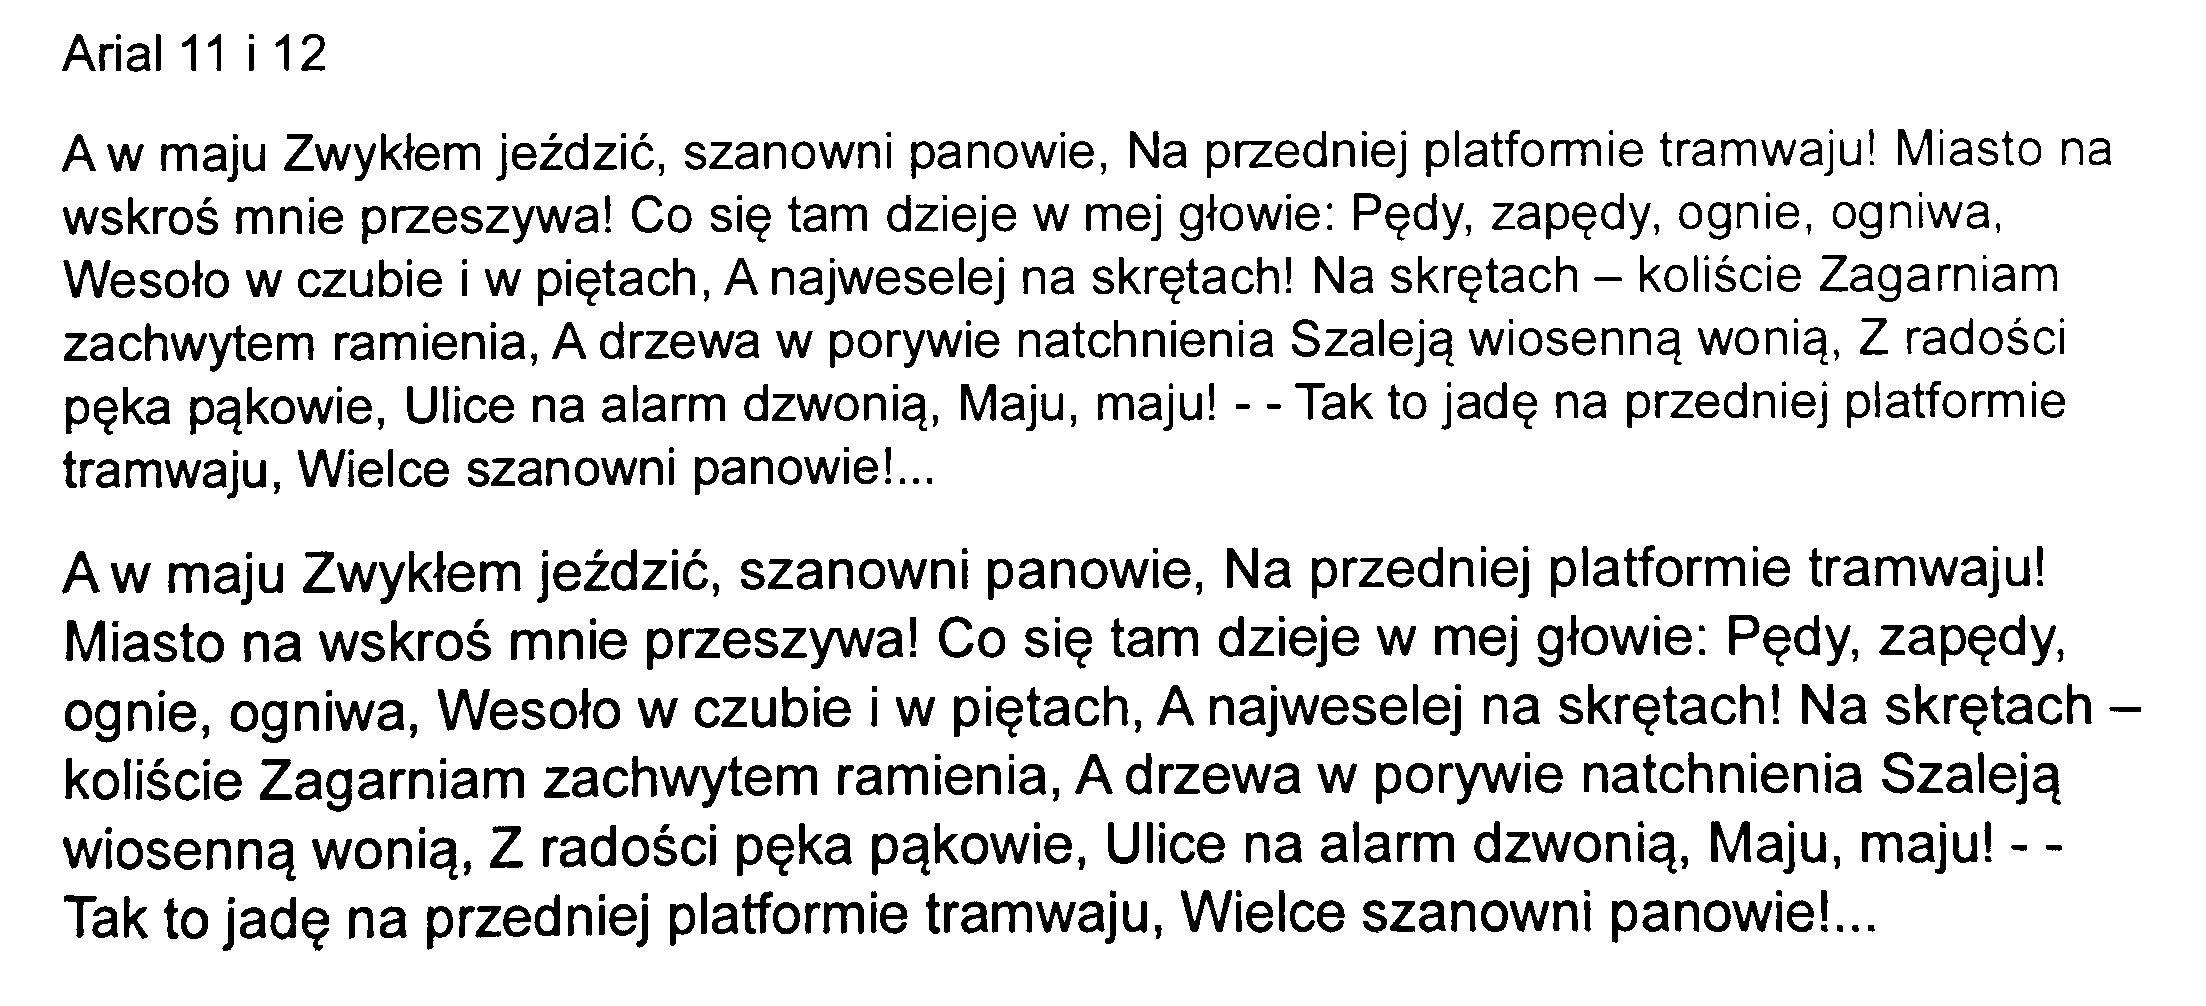 Arial 11 i 12
A w maju Zwykłem jeździć, szanowni panowie, Na przedniej platformie tramwaju! Miasto na
wskroś mnie przeszywa! Co się tam dzieje w mej głowie: Pędy, zapędy, ognie, ogniwa,
Wesoło w czubie i w piętach, A najweselej na skrętach! Na skrętach – koliście Zagarniam
zachwytem ramienia, A drzewa w porywie natchnienia Szaleją wiosenną wonią, Z radości
pęka pąkowie, Ulice na alarm dzwonią, Maju, maju! - - Tak to jadę na przedniej platformie
tramwaju, Wielce szanowni panowie!...
A w maju Zwykłem jeździć, szanowni panowie, Na przedniej platformie tramwaju!
Miasto na wskroś mnie przeszywa! Co się tam dzieje w mej głowie: Pędy, zapędy,
ognie, ogniwa, Wesoło w czubie i w piętach, A najweselej na skrętach! Na skrętach –
koliście Zagarniam zachwytem ramienia, A drzewa w porywie natchnienia Szaleją
wiosenną wonią, Z radości pęka pąkowie, Ulice na alarm dzwonią, Maju, maju! - -
Tak to jadę na przedniej platformie tramwaju, Wielce szanowni panowie!...